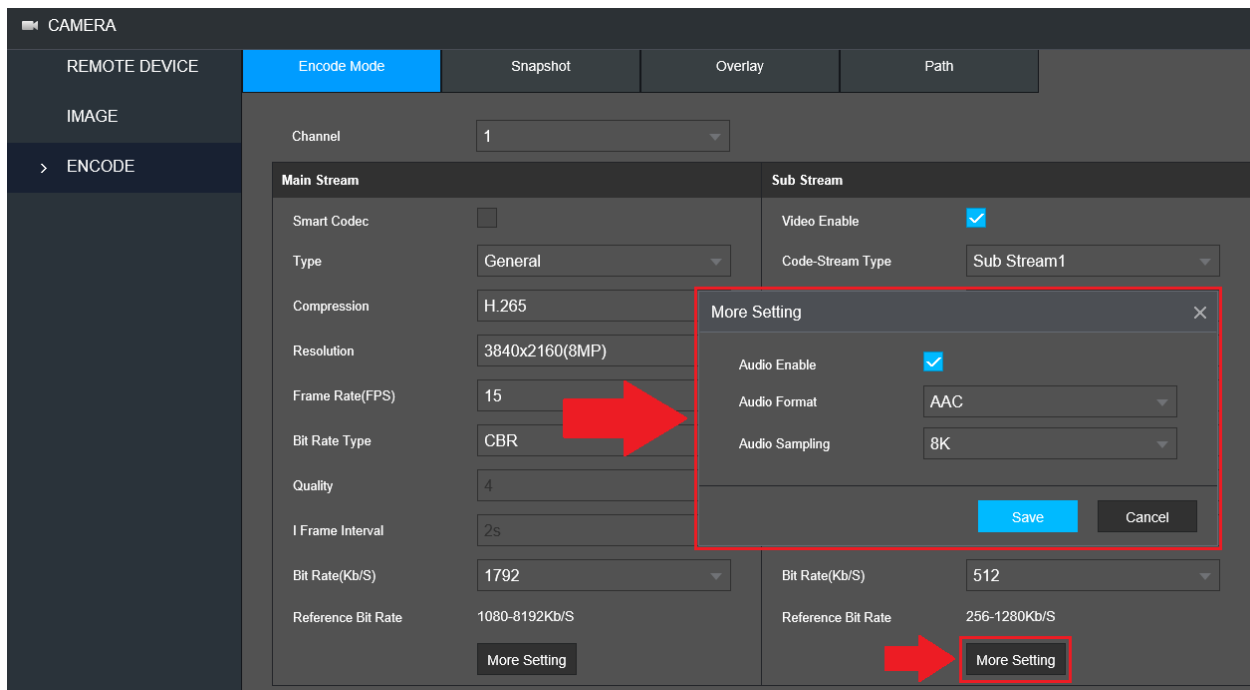 CAMERA
REMOTE DEVICE
IMAGE
ENCODE
Encode Mode Snapshot Overlay Path
Channel 1
Main Stream Sub Stream
Smart Codec Video Enable
Type General Code-Stream Type Sub Stream1
Compression H.265
Resolution 3840x2160(8MP)
Frame Rate(FPS) 15
Bit Rate Type CBR
Quality 4
I Frame Interval 2s
Bit Rate(Kb/S) 1792 Bit Rate(Kb/S) 512
Reference Bit Rate 1080-8192Kb/S Reference Bit Rate 256-1280Kb/S
More Setting More Setting
More Setting
Audio Enable
Audio Format AAC
Audio Sampling 8K
Save Cancel